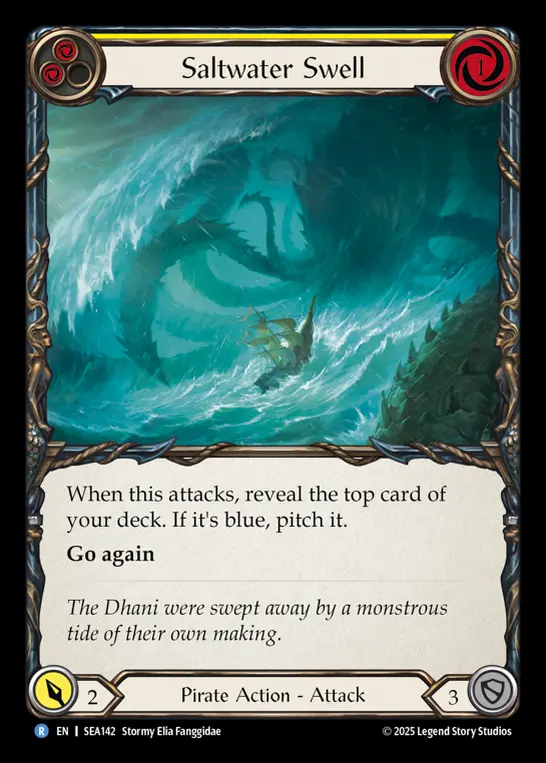 Saltwater Swell
1
When this attacks, reveal the top card of
your deck. If it's blue, pitch it.
Go again
The Dhani were swept away by a monstrous
tide of their own making.
2
Pirate Action - Attack
3
R EN | SEA142 Stormy Elia Fanggidae
© 2025 Legend Story Studios